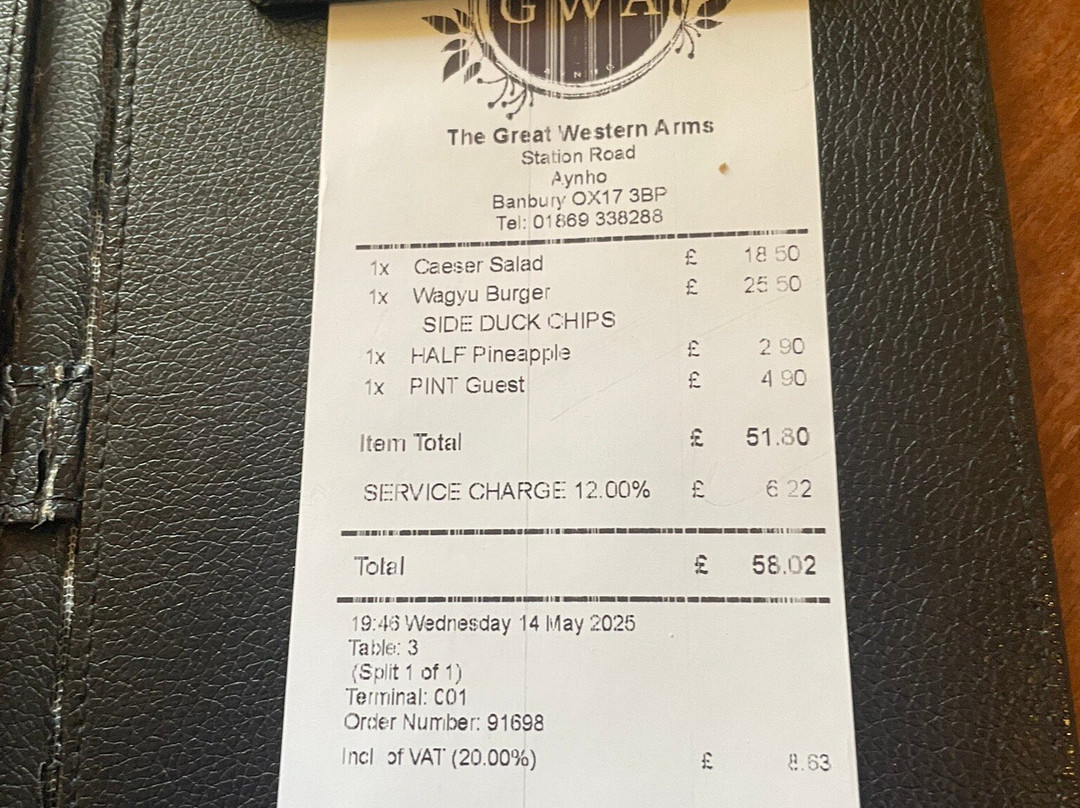 GWA
The Great Western Arms
Station Road
Aynho
Banbury OX17 3BP
Tel: 01869 338288
1x Caeser Salad £ 18.50
1x Wagyu Burger £ 25.50
SIDE DUCK CHIPS
1x HALF Pineapple £ 2.90
1x PINT Guest £ 4.90
Item Total £ 51.80
SERVICE CHARGE 12.00% £ 6.22
Total £ 58.02
19:46 Wednesday 14 May 2025
Table: 3
(Split 1 of 1)
Terminal: C01
Order Number: 91698
Incl of VAT (20.00%) £ 8.63